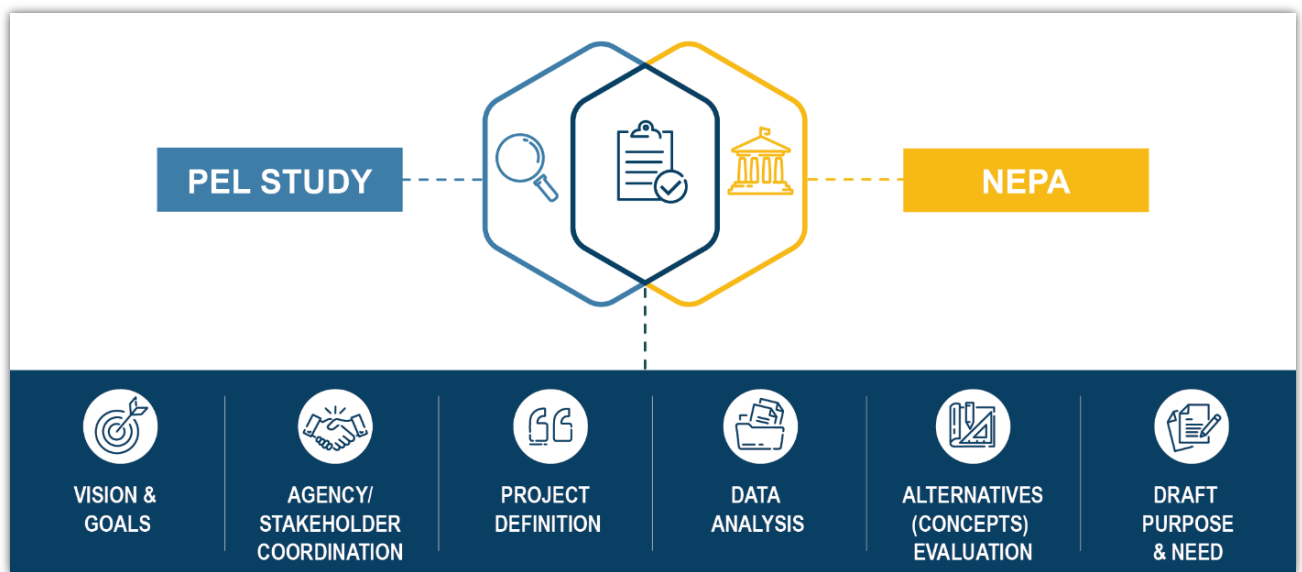 PEL STUDY
NEPA
VISION &
GOALS
AGENCY/
STAKEHOLDER
COORDINATION
PROJECT
DEFINITION
DATA
ANALYSIS
ALTERNATIVES
(CONCEPTS)
EVALUATION
DRAFT
PURPOSE
& NEED